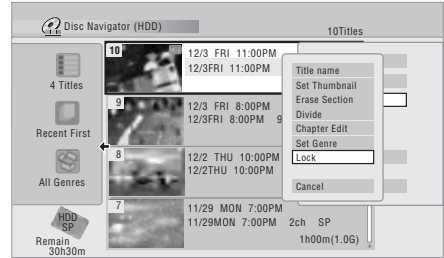 Disc Navigator (HDD)
10Titles
4 Titles
Recent First
All Genres
HDD
SP
Remain
30h30m
10
12/3 FRI 11:00PM
12/3FRI 11:00PM
9
12/3 FRI 8:00PM
12/3FRI 8:00PM 9
8
12/2 THU 10:00PM
12/2THU 10:00PM
7
11/29 MON 7:00PM
11/29MON 7:00PM 2ch SP
1h00m(1.0G)
Title name
Set Thumbnail
Erase Section
Divide
Chapter Edit
Set Genre
Lock
Cancel